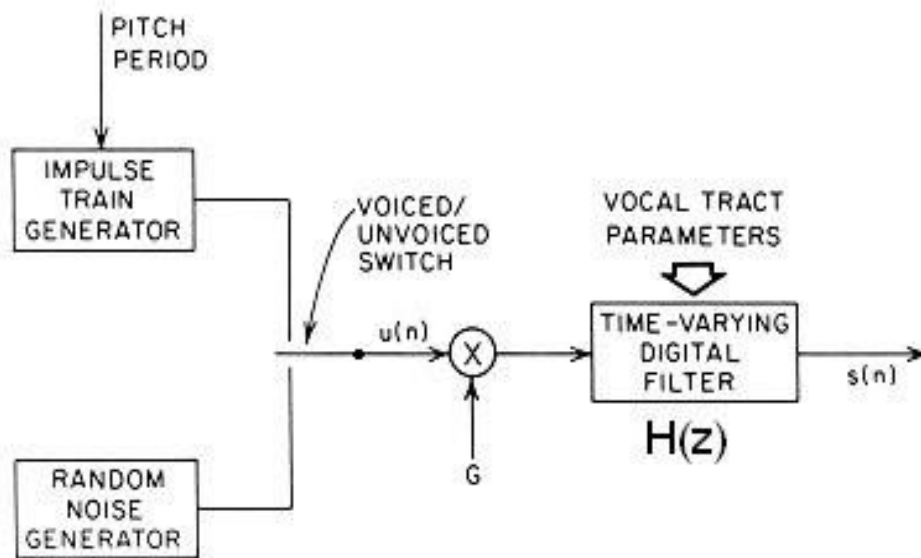 PITCH
PERIOD
IMPULSE
TRAIN
GENERATOR
VOICED/
UNVOICED
SWITCH
VOCAL TRACT
PARAMETERS
u(n)
X
G
TIME-VARYING
DIGITAL
FILTER
H(z)
s(n)
RANDOM
NOISE
GENERATOR